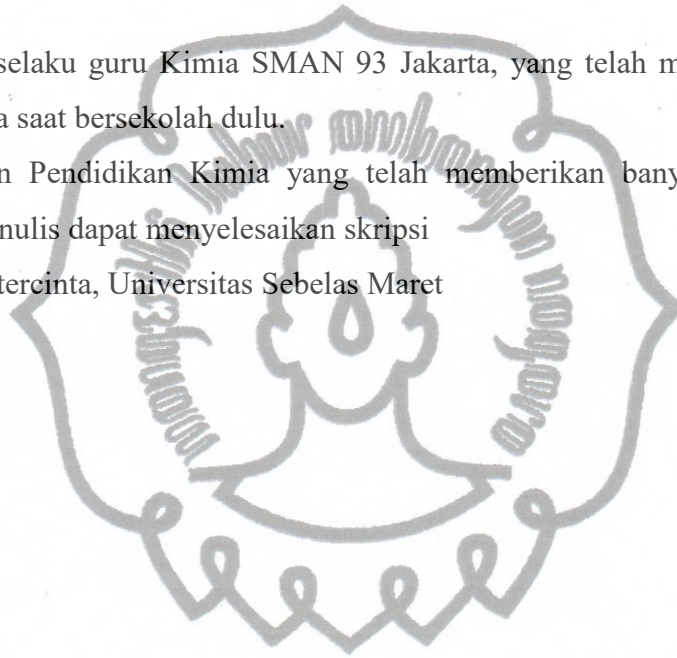 selaku guru Kimia SMAN 93 Jakarta, yang telah m
a saat bersekolah dulu.
n Pendidikan Kimia yang telah memberikan bany
nulis dapat menyelesaikan skripsi
tercinta, Universitas Sebelas Maret